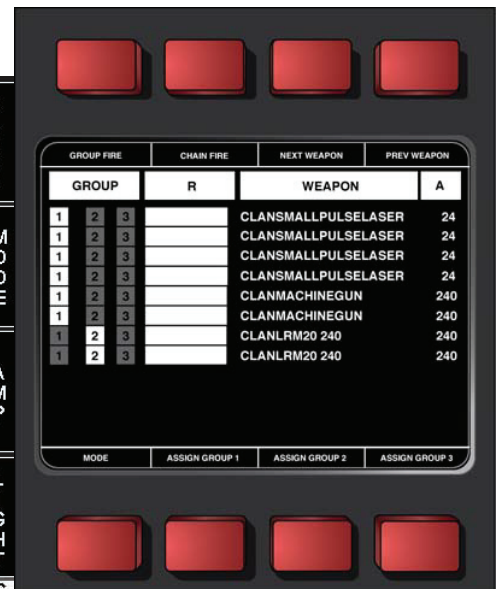 GROUP FIRE CHAIN FIRE NEXT WEAPON PREV WEAPON
GROUP R WEAPON A
1 2 3 CLANSMALLPULSELASER 24
1 2 3 CLANSMALLPULSELASER 24
1 2 3 CLANSMALLPULSELASER 24
1 2 3 CLANSMALLPULSELASER 24
1 2 3 CLANMACHINEGUN 240
1 2 3 CLANMACHINEGUN 240
1 2 3 CLANLRM20 240 240
1 2 3 CLANLRM20 240 240
MODE ASSIGN GROUP 1 ASSIGN GROUP 2 ASSIGN GROUP 3